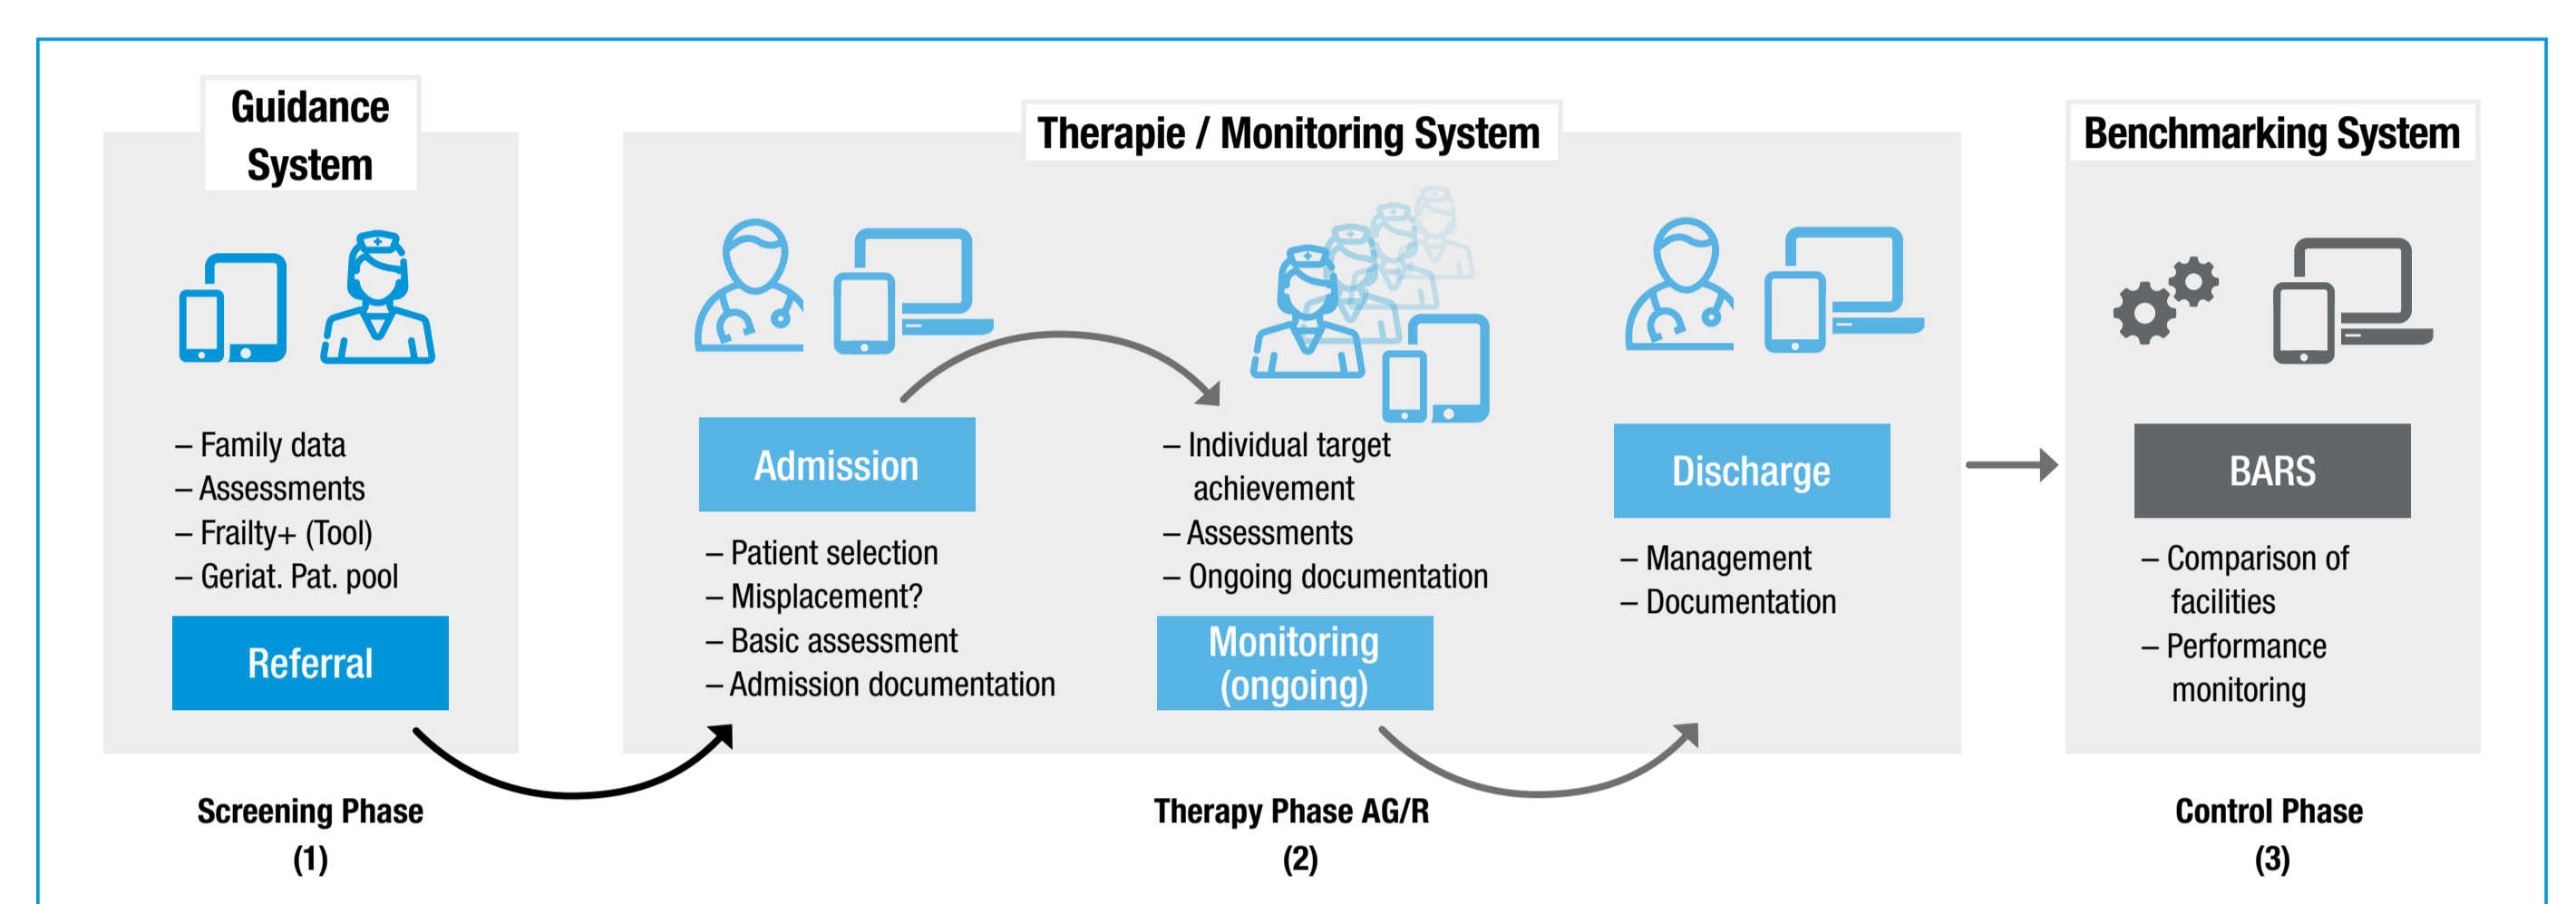 Guidance
System
– Family data
– Assessments
– Frailty+ (Tool)
– Geriat. Pat. pool
Referral
Screening Phase
(1)
Therapie / Monitoring System
Admission
– Patient selection
– Misplacement?
– Basic assessment
– Admission documentation
– Individual target
achievement
– Assessments
– Ongoing documentation
Monitoring
(ongoing)
Discharge
– Management
– Documentation
Therapy Phase AG/R
(2)
Benchmarking System
BARS
– Comparison of
facilities
– Performance
monitoring
Control Phase
(3)